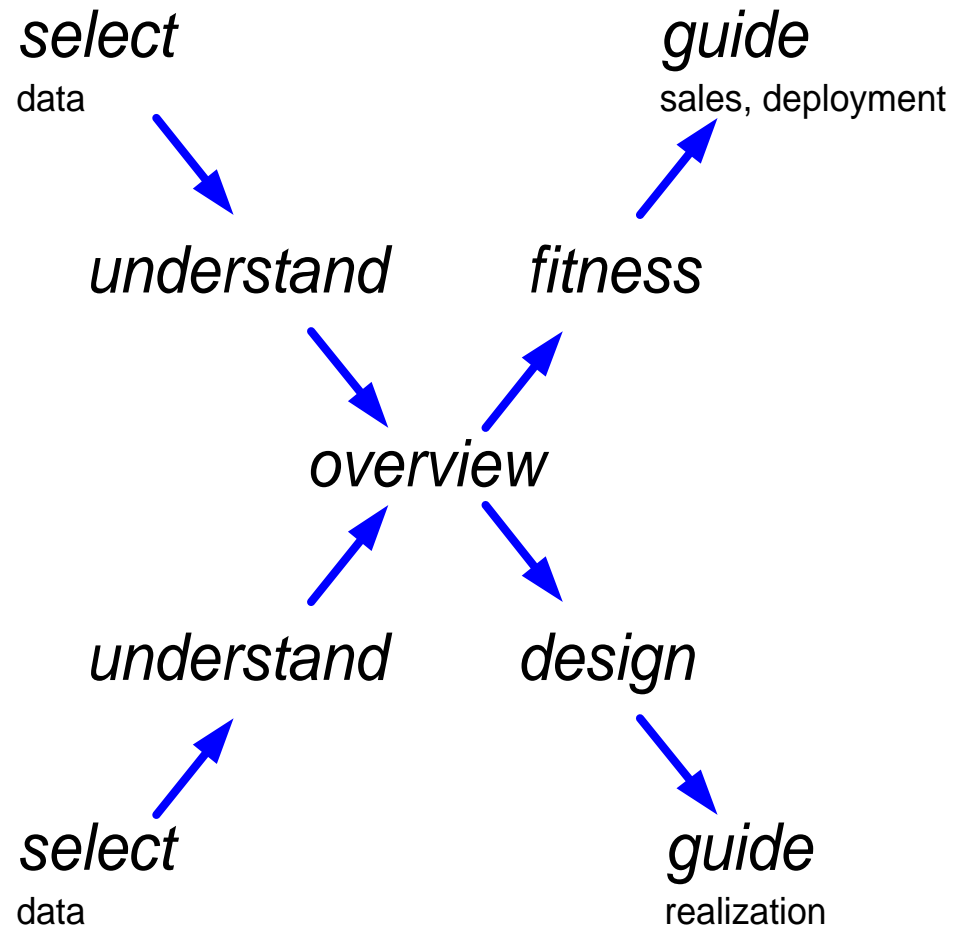 select
data
guide
sales, deployment
understand
fitness
overview
understand
design
select
data
guide
realization